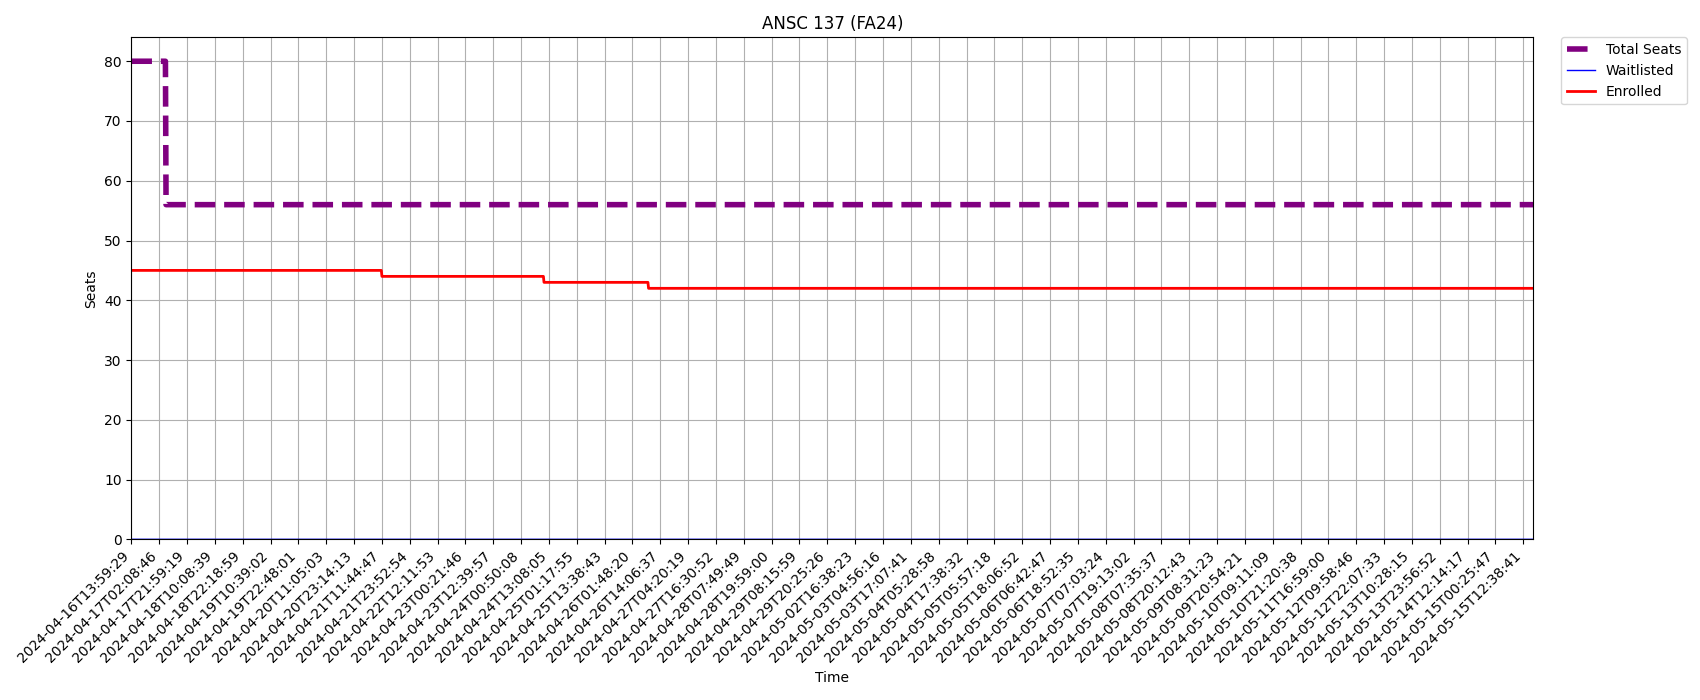 ANSC 137 (FA24)
Total Seats
Waitlisted
Enrolled
Seats
80
70
60
50
40
30
20
10
0
2024-04-16T13:59:29
2024-04-17T02:08:46
2024-04-17T21:59:19
2024-04-18T10:08:39
2024-04-18T22:18:59
2024-04-19T10:39:02
2024-04-19T22:48:01
2024-04-20T11:05:03
2024-04-20T23:14:13
2024-04-21T11:44:47
2024-04-21T23:52:54
2024-04-22T12:11:53
2024-04-23T00:21:46
2024-04-23T12:39:57
2024-04-24T00:50:08
2024-04-24T13:08:05
2024-04-25T01:17:55
2024-04-25T13:38:43
2024-04-26T01:48:20
2024-04-26T14:06:37
2024-04-27T04:20:19
2024-04-27T16:30:52
2024-04-28T07:49:49
2024-04-28T19:59:00
2024-04-29T08:15:59
2024-04-29T20:25:26
2024-05-02T16:38:23
2024-05-03T04:56:16
2024-05-03T17:07:41
2024-05-04T05:28:58
2024-05-04T17:38:32
2024-05-05T05:57:18
2024-05-05T18:06:52
2024-05-06T06:42:47
2024-05-06T18:52:35
2024-05-07T07:03:24
2024-05-07T19:13:02
2024-05-08T07:35:37
2024-05-08T20:12:43
2024-05-09T08:31:23
2024-05-09T20:54:21
2024-05-10T09:11:09
2024-05-10T21:20:38
2024-05-11T16:59:00
2024-05-12T09:58:46
2024-05-12T22:07:33
2024-05-13T10:28:15
2024-05-13T23:56:52
2024-05-14T12:14:17
2024-05-15T00:25:47
2024-05-15T12:38:41
Time